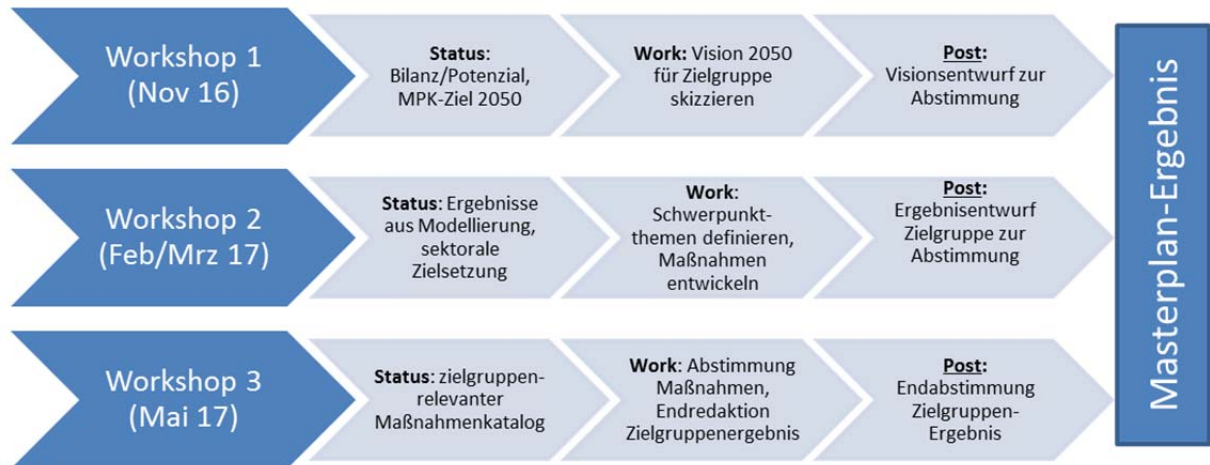 Workshop 1
(Nov 16)
Status:
Bilanz/Potenzial,
MPK-Ziel 2050
Work: Vision 2050
für Zielgruppe
skizzieren
Post:
Visionsentwurf zur
Abstimmung
Workshop 2
(Feb/Mrz 17)
Status: Ergebnisse
aus Modellierung,
sektorale
Zielsetzung
Work:
Schwerpunkt-
themen definieren,
Maßnahmen
entwickeln
Post:
Ergebnisentwurf
Zielgruppe zur
Abstimmung
Workshop 3
(Mai 17)
Status: zielgruppen-
relevanter
Maßnahmenkatalog
Work: Abstimmung
Maßnahmen,
Endredaktion
Zielgruppenergebnis
Post:
Endabstimmung
Zielgruppen-
Ergebnis
Masterplan-Ergebnis